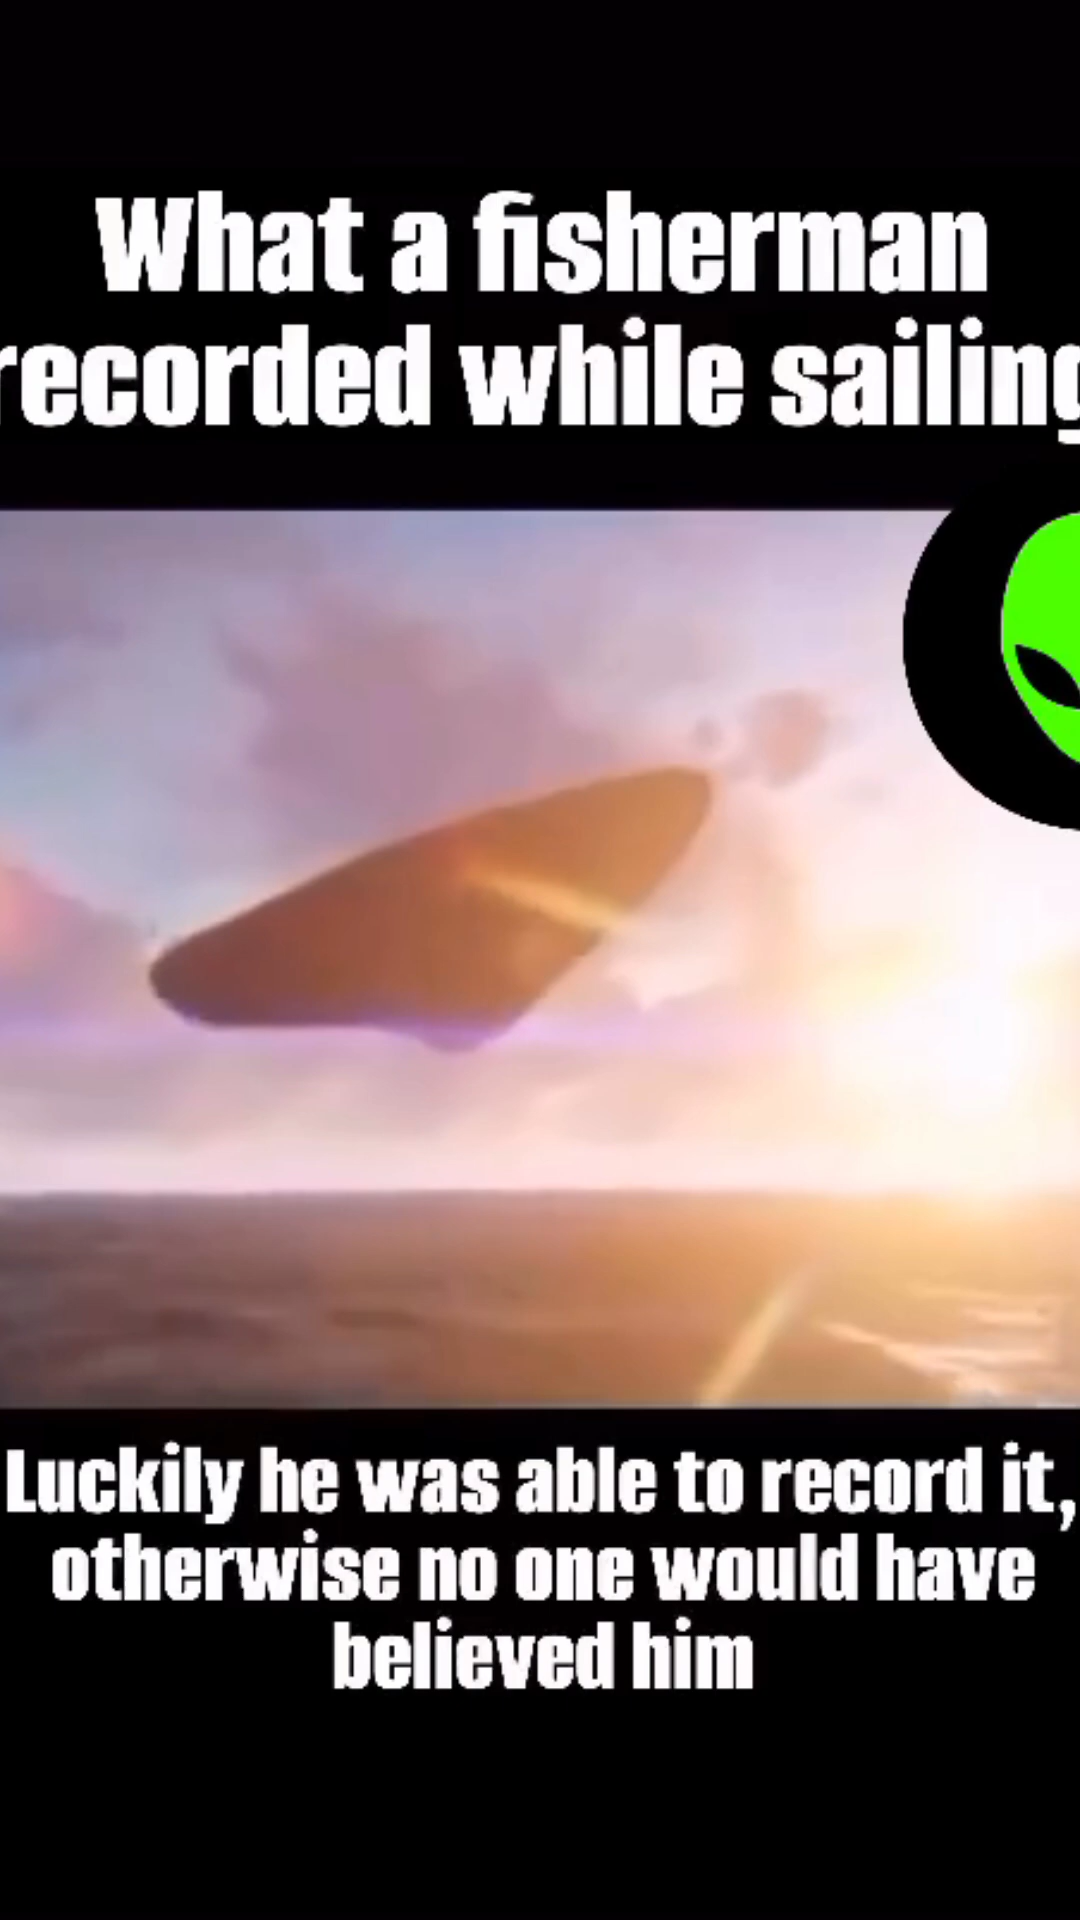 What a fisherman
recorded while sailing
Luckily he was able to record it,
otherwise no one would have
believed him